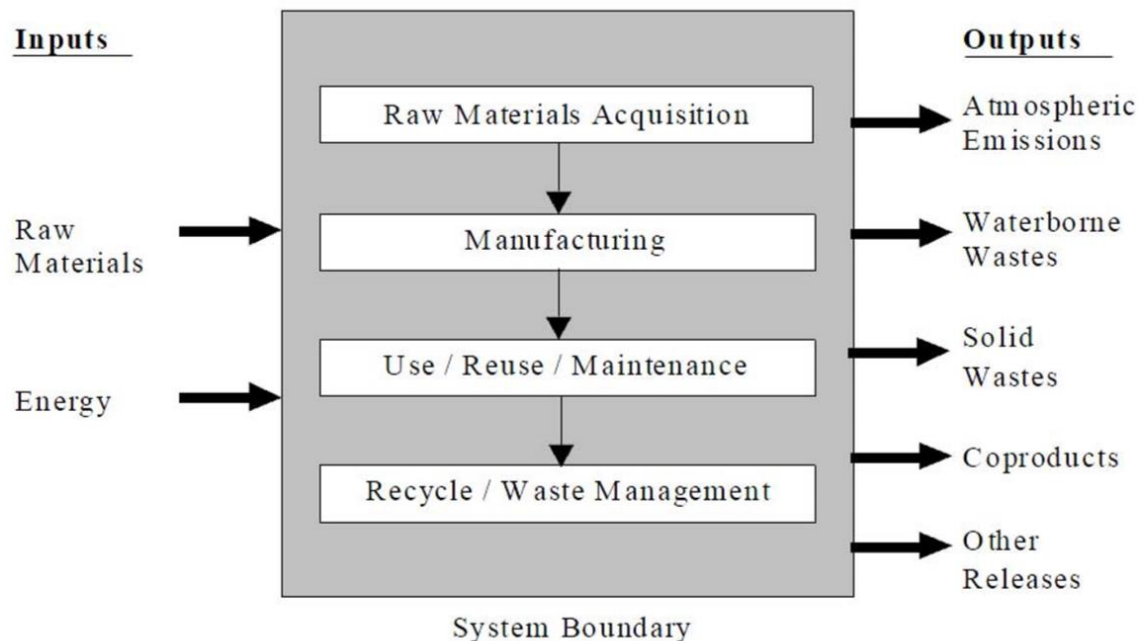 Inputs
Raw
Materials
Energy
Raw Materials Acquisition
Manufacturing
Use / Reuse / Maintenance
Recycle / Waste Management
System Boundary
Outputs
Atmospheric
Emissions
Waterborne
Wastes
Solid
Wastes
Coproducts
Other
Releases